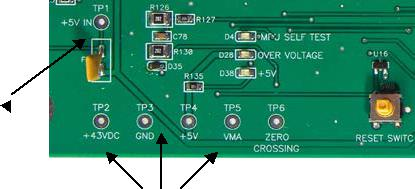 TP1
+5V IN
R126
R127
C78
R130
D35
R135
D4 MPU SELF TEST
D28 OVER VOLTAGE
D38 +5V
U16
TP2
+43VDC
TP3
GND
TP4
+5V
TP5
VMA
TP6
ZERO
CROSSING
RESET SWITC